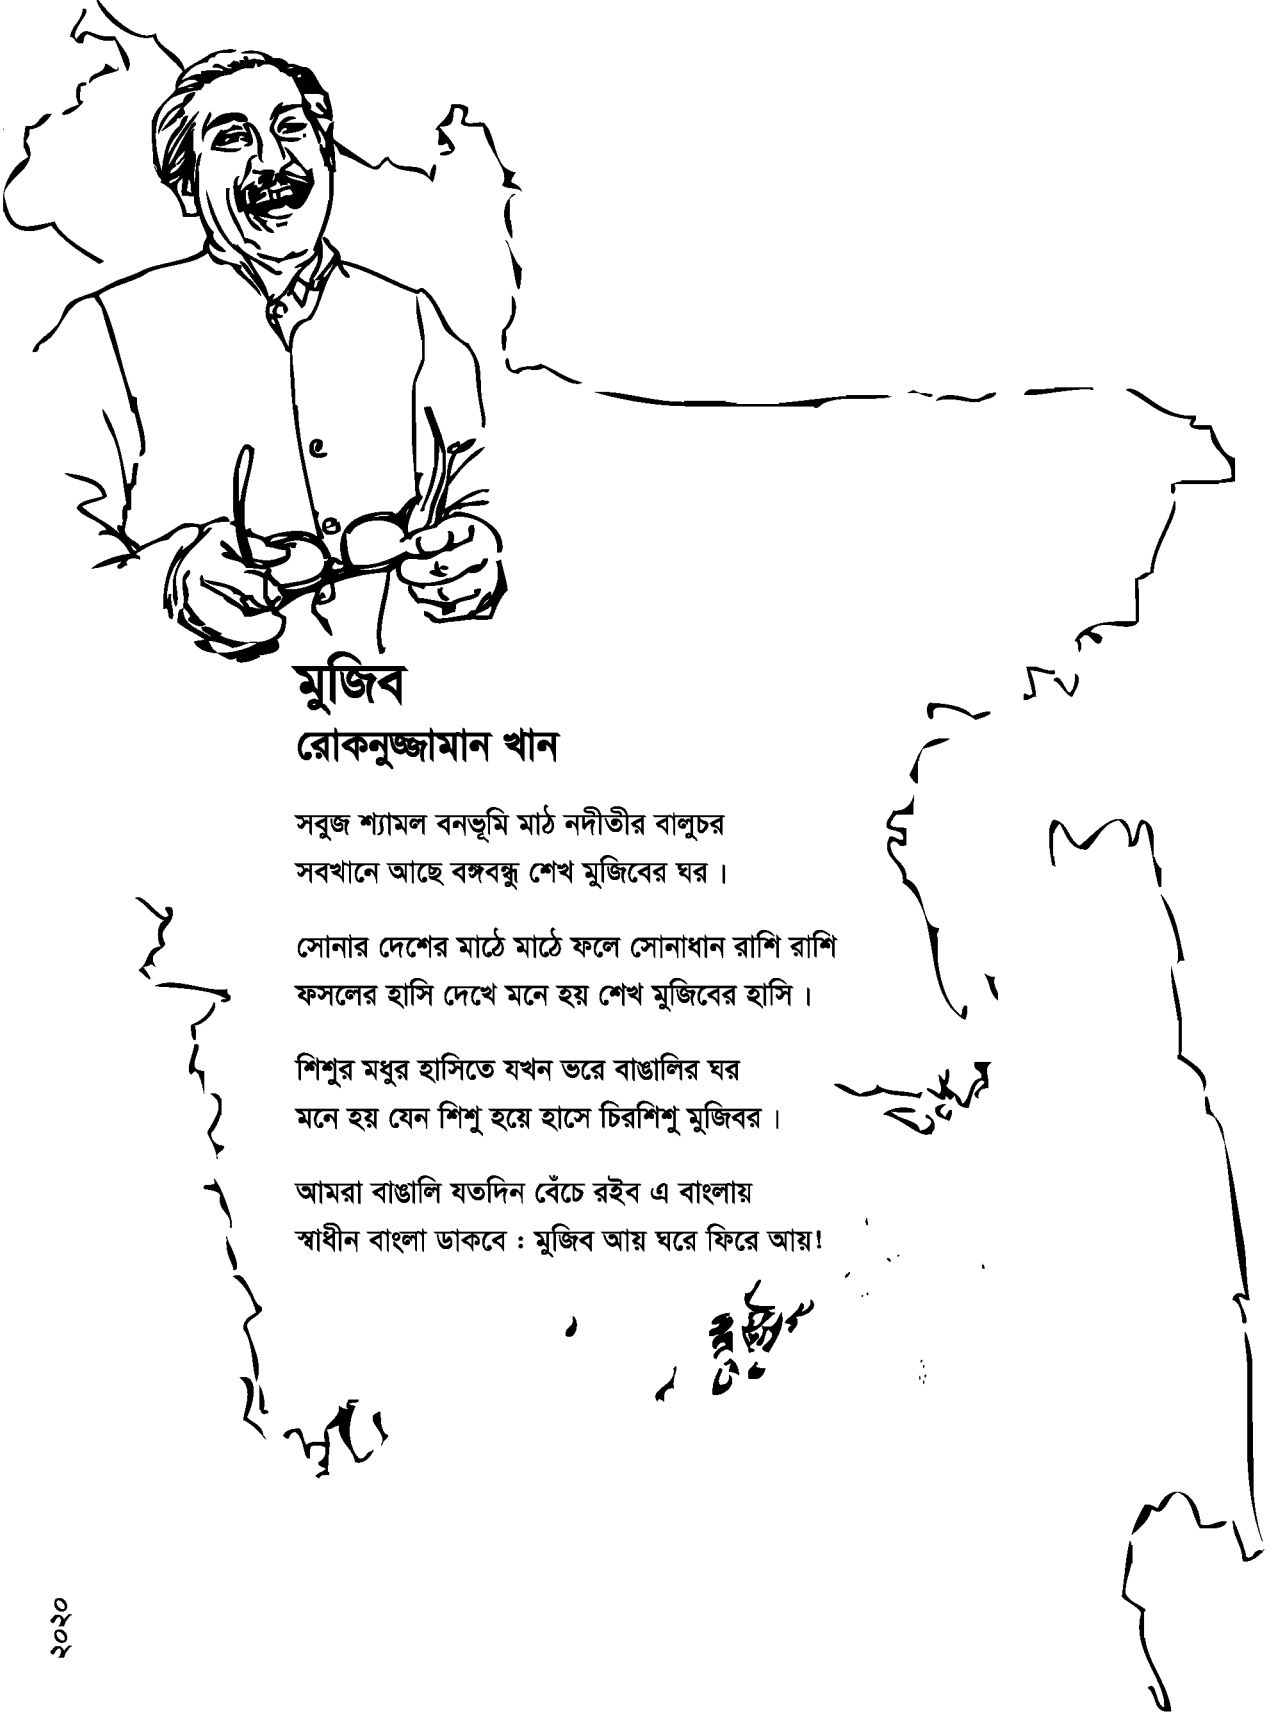 মুজিব
রোকনুজ্জামান খান
সবুজ শ্যামল বনভূমি মাঠ নদীতীর বালুচর
সবখানে আছে বঙ্গবন্ধু শেখ মুজিবের ঘর।
সোনার দেশের মাঠে মাঠে ফলে সোনাধান রাশি রাশি
ফসলের হাসি দেখে মনে হয় শেখ মুজিবের হাসি।
শিশুর মধুর হাসিতে যখন ভরে বাঙালির ঘর
মনে হয় যেন শিশু হয়ে হাসে চিরশিশু মুজিবর।
আমরা বাঙালি যতদিন বেঁচে রইব এ বাংলায়
স্বাধীন বাংলা ডাকবে : মুজিব আয় ঘরে ফিরে আয়!
২০২০